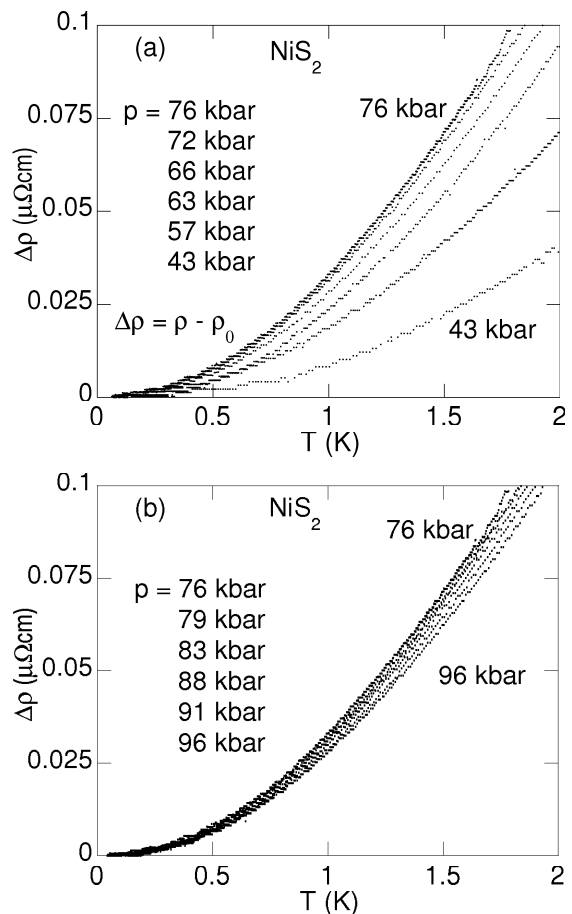 0.1
(a)
NiS₂
p = 76 kbar
76 kbar
0.075
72 kbar
66 kbar
63 kbar
0.05
57 kbar
43 kbar
Δρ (μΩcm)
0.025
Δρ = ρ - ρ₀
43 kbar
0
0 0.5 1 1.5 2
T (K)
0.1
(b)
NiS₂
76 kbar
0.075
p = 76 kbar
79 kbar
83 kbar
0.05
88 kbar
96 kbar
91 kbar
96 kbar
Δρ (μΩcm)
0.025
0
0 0.5 1 1.5 2
T (K)